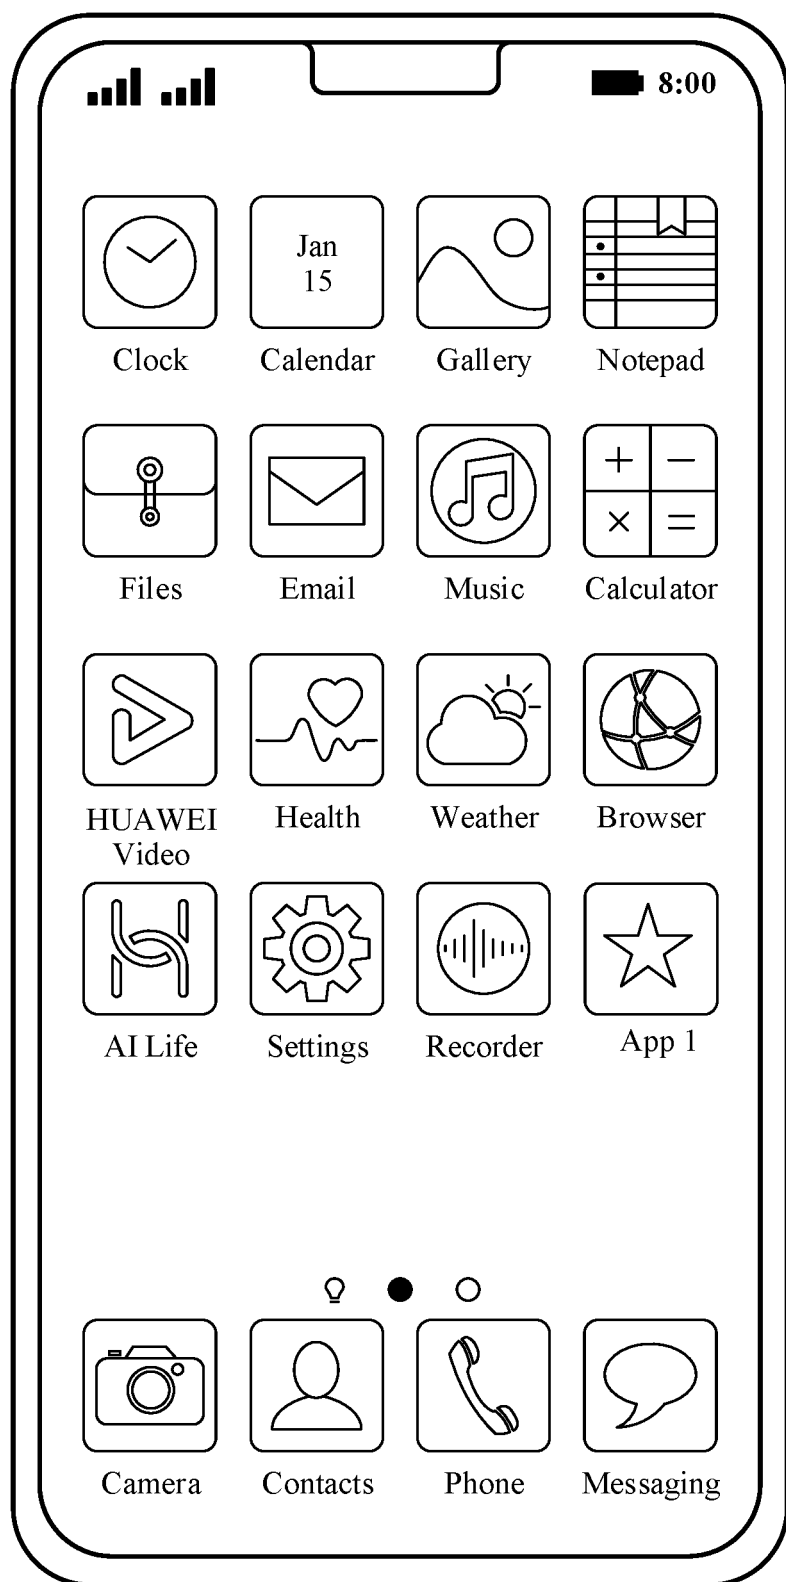 8:00
Jan
15
Clock Calendar Gallery Notepad
Files Email Music Calculator
HUAWEI Health Weather Browser
Video
AI Life Settings Recorder App 1
Camera Contacts Phone Messaging